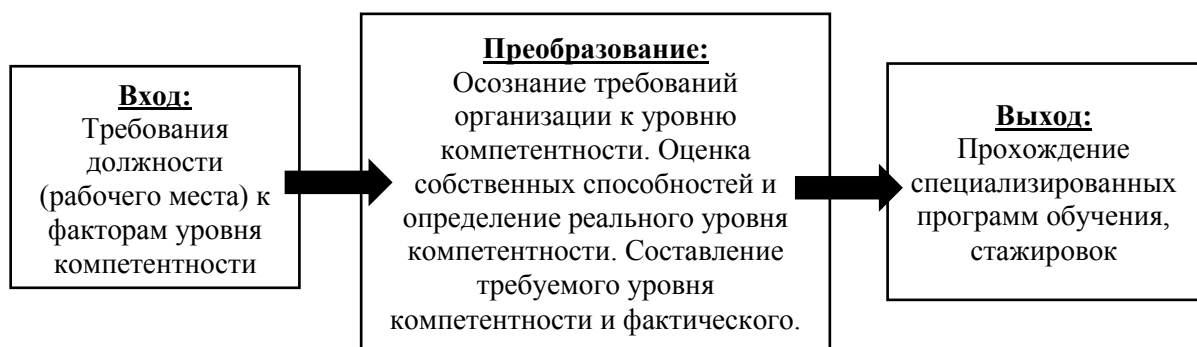 Вход:
Требования
должности
(рабочего места) к
факторам уровня
компетентности
Преобразование:
Осознание требований
организации к уровню
компетентности. Оценка
собственных способностей и
определение реального уровня
компетентности. Составление
требуемого уровня
компетентности и фактического.
Выход:
Прохождение
специализированных
программ обучения,
стажировок